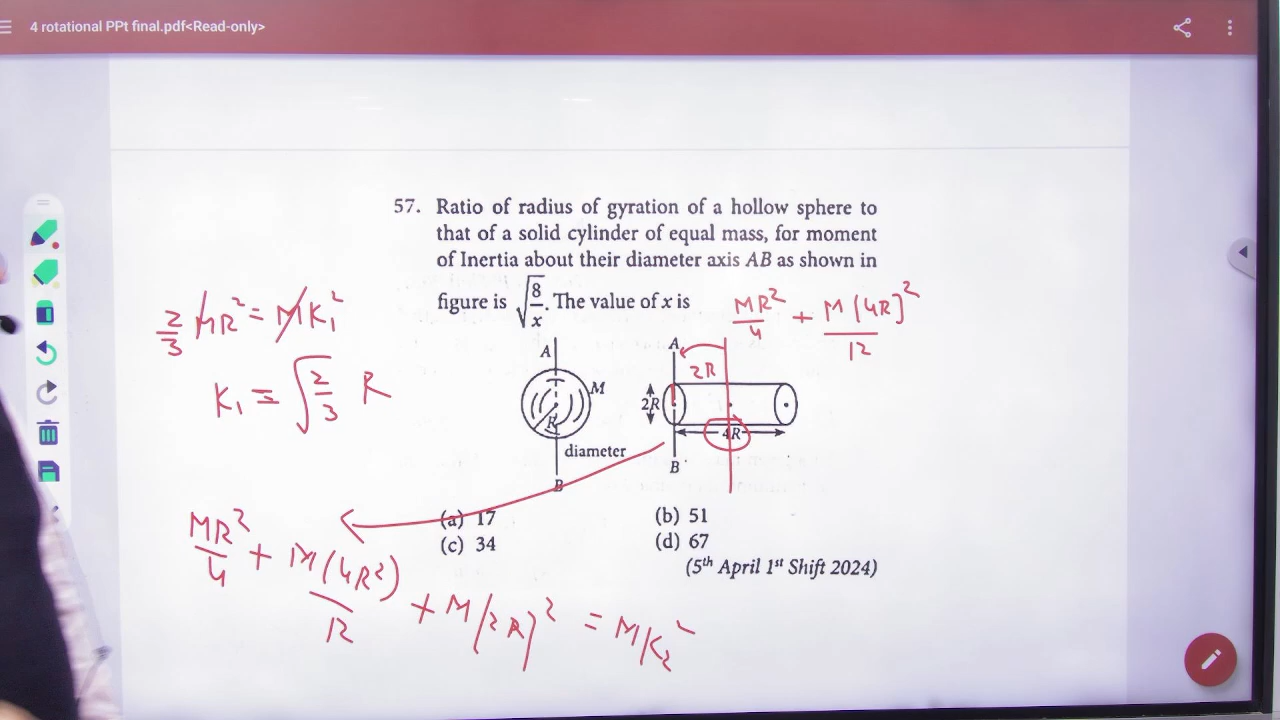 4 rotational PPt final.pdf<Read-only>
57. Ratio of radius of gyration of a hollow sphere to
that of a solid cylinder of equal mass, for moment
of Inertia about their diameter axis AB as shown in
figure is √(8/x). The value of x is
MR²/4 + M(4R)²/12
2/3 MR² = MK₁²
K₁ = √(2/3) R
A
M
R
diameter
B
A
2R
2R
4R
B
(a) 17
(b) 51
(c) 34
(d) 67
(5th April 1st Shift 2024)
MR²/4 + M(4R²)/12 + M(2R)² = MK₂²